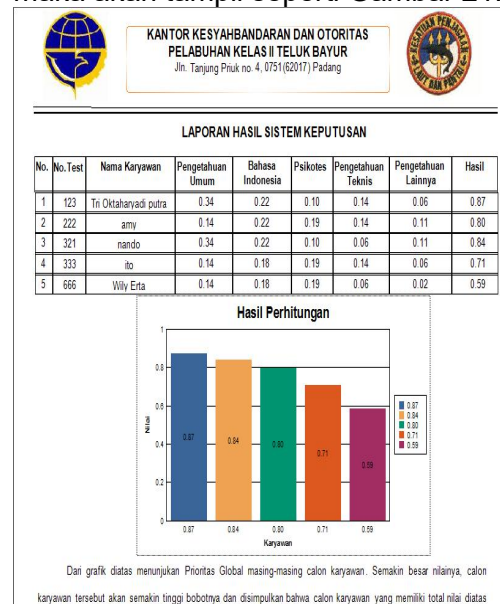 KANTOR KESYAHBANDARAN DAN OTORITAS
PELABUHAN KELAS II TELUK BAYUR
Jln. Tanjung Priuk no. 4, 0751(62017) Padang
KESATUAN PENJAGAAN
LAUT DAN PANTAI
LAPORAN HASIL SISTEM KEPUTUSAN
No. No.Test Nama Karyawan Pengetahuan Umum Bahasa Indonesia Psikotes Pengetahuan Teknis Pengetahuan Lainnya Hasil
1 123 Tri Oktaharyadi putra 0.34 0.22 0.10 0.14 0.06 0.87
2 222 amy 0.14 0.22 0.19 0.14 0.11 0.80
3 321 nando 0.34 0.22 0.10 0.06 0.11 0.84
4 333 ito 0.14 0.18 0.19 0.14 0.06 0.71
5 666 Wily Erta 0.14 0.18 0.19 0.06 0.02 0.59
Hasil Perhitungan
1
0.8
0.6
0.4
0.2
0
Nilai
0.87 0.84 0.80 0.71 0.59
0.87
0.84
0.80
0.71
0.59
0.87 0.84 0.80 0.71 0.59
Karyawan
Dari grafik diatas menunjukan Prioritas Global masing-masing calon karyawan. Semakin besar nilainya, calon
karyawan tersebut akan semakin tinggi bobotnya dan disimpulkan bahwa calon karyawan yang memiliki total nilai diatas